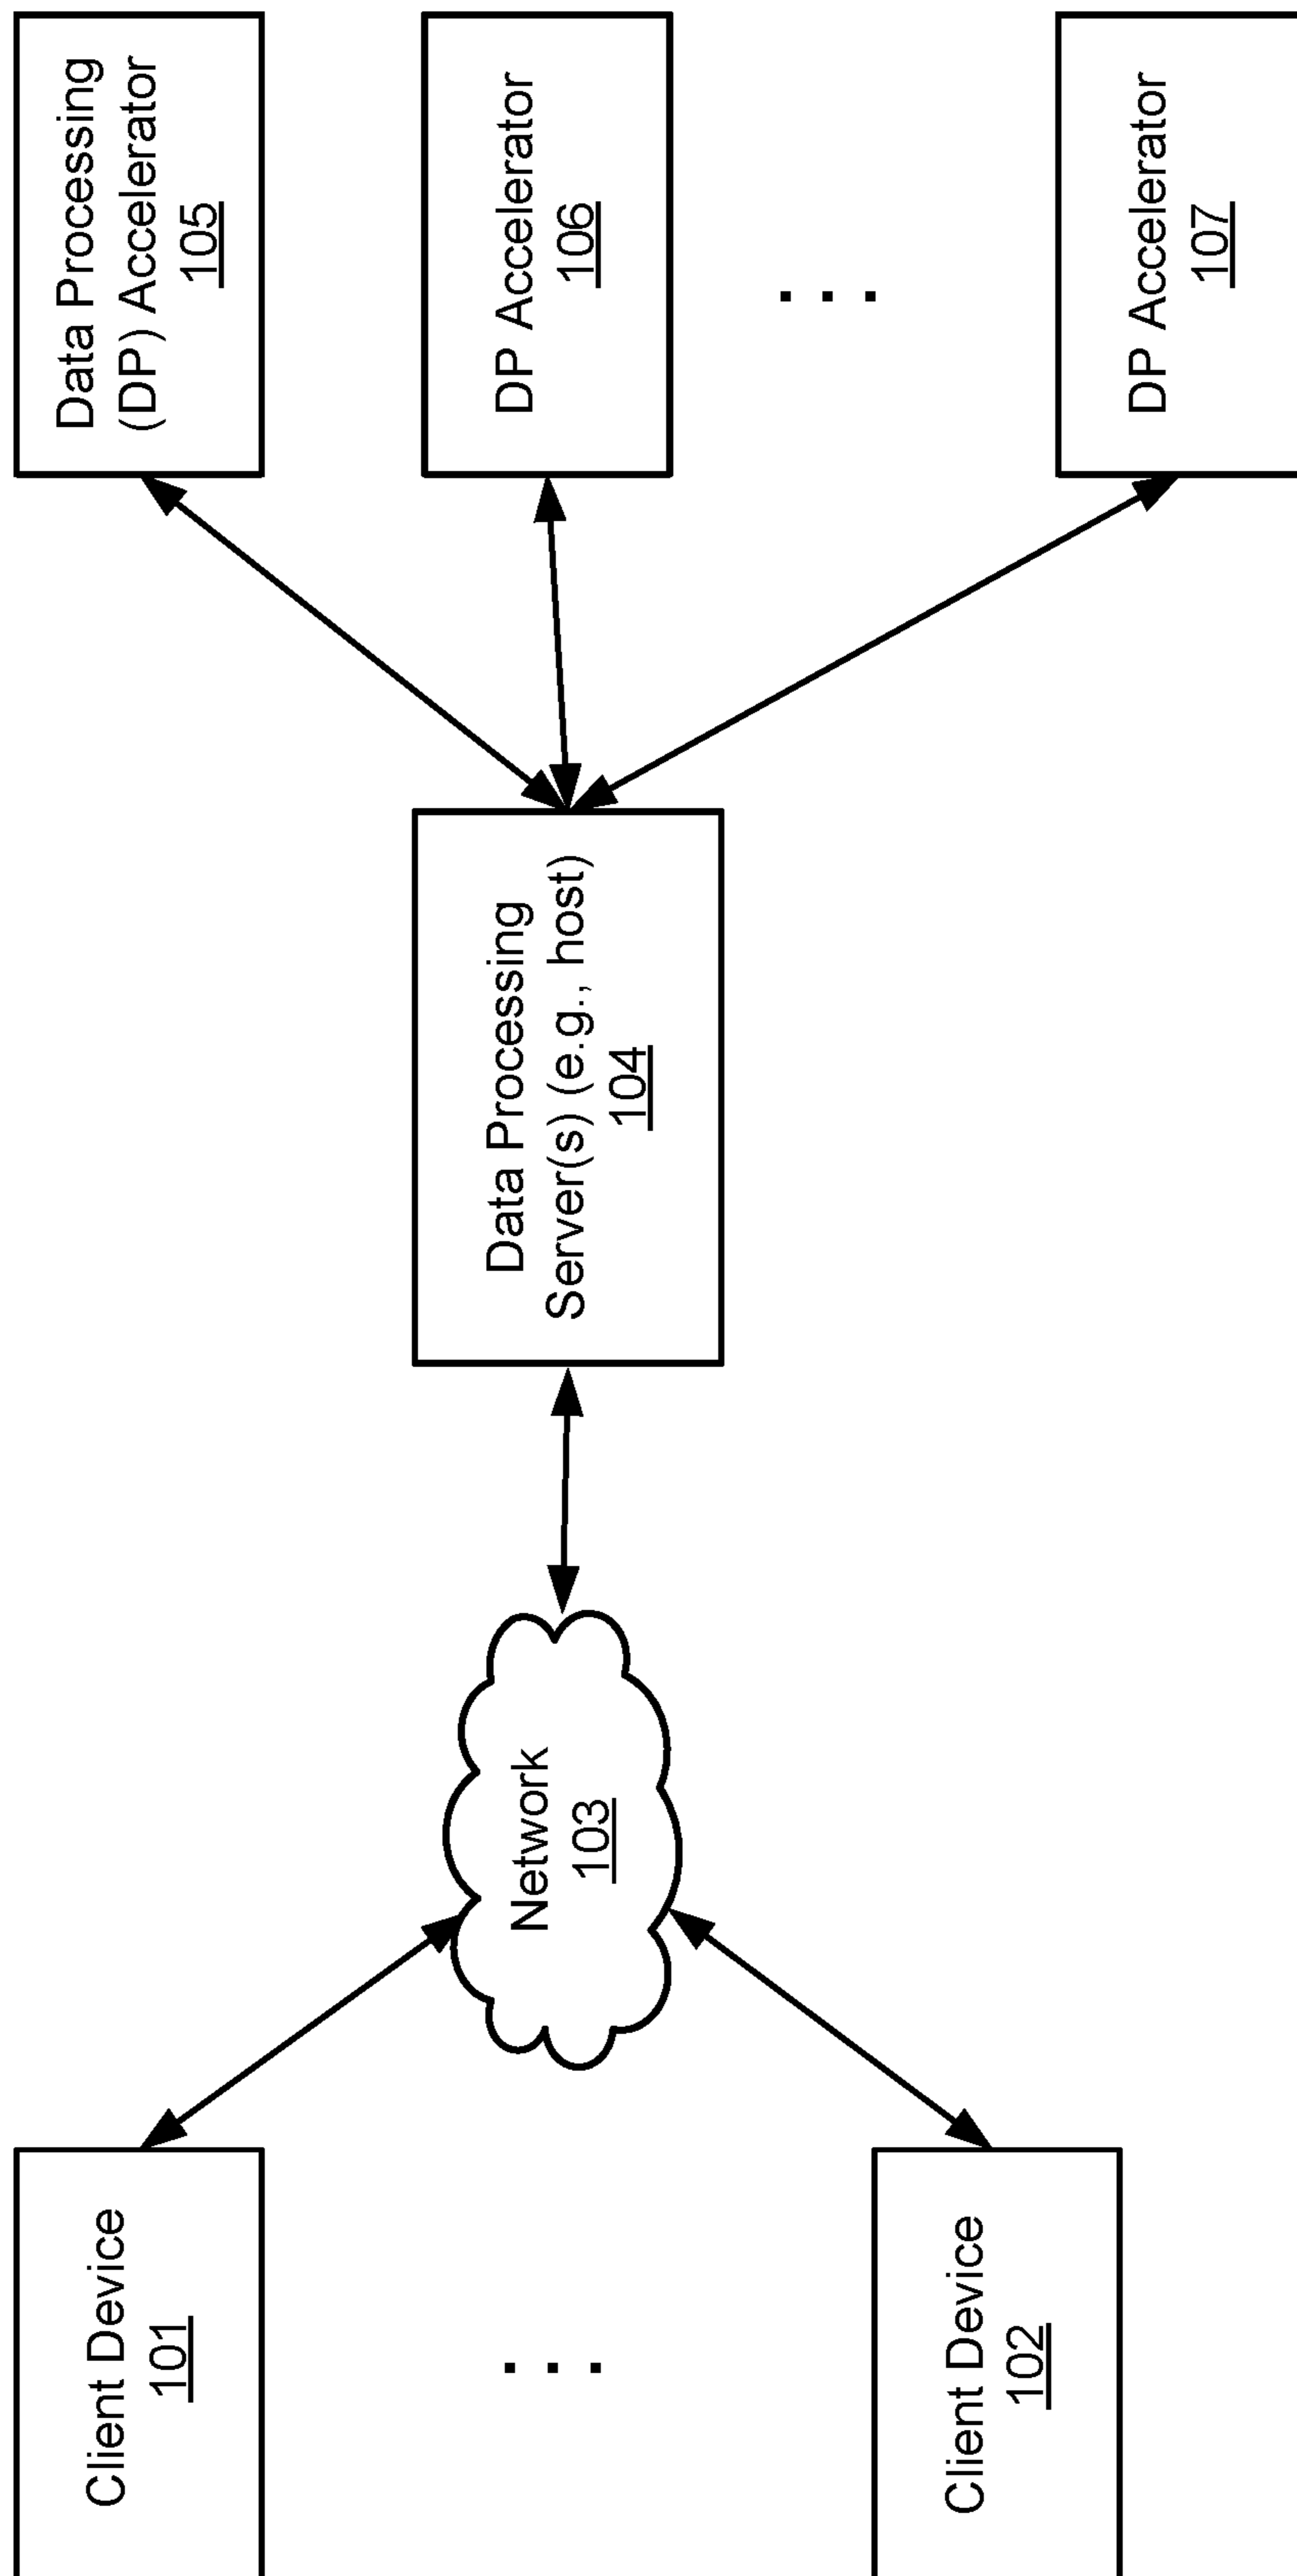 Client Device
101
. . .
Client Device
102
Network
103
Data Processing
Server(s) (e.g., host)
104
Data Processing
(DP) Accelerator
105
DP Accelerator
106
. . .
DP Accelerator
107